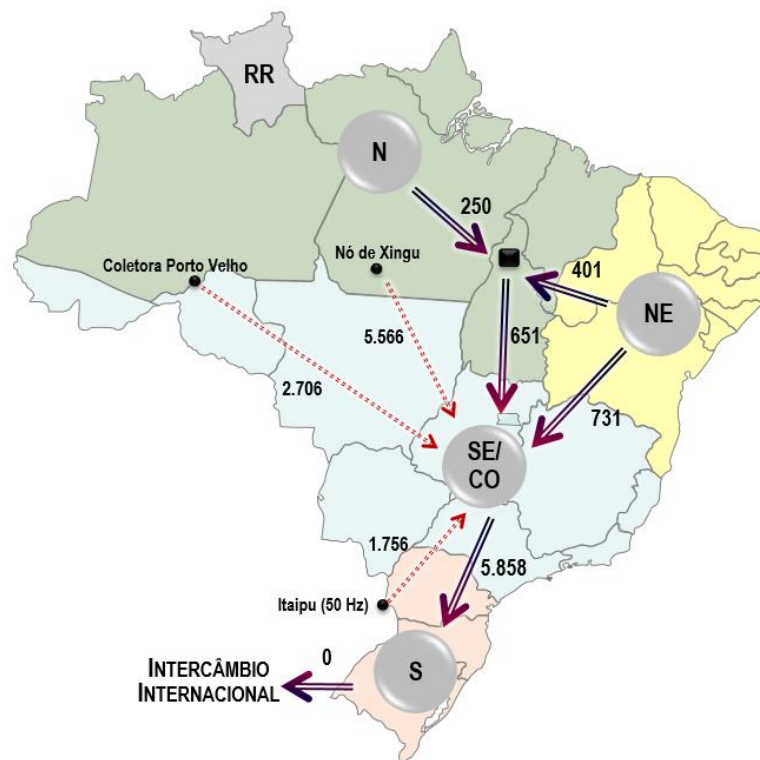 RR
N
250
Coletora Porto Velho
Nó de Xingu
401
NE
5.566
651
2.706
731
SE/
CO
1.756
5.858
Itaipu (50 Hz)
0
S
INTERCÂMBIO
INTERNACIONAL